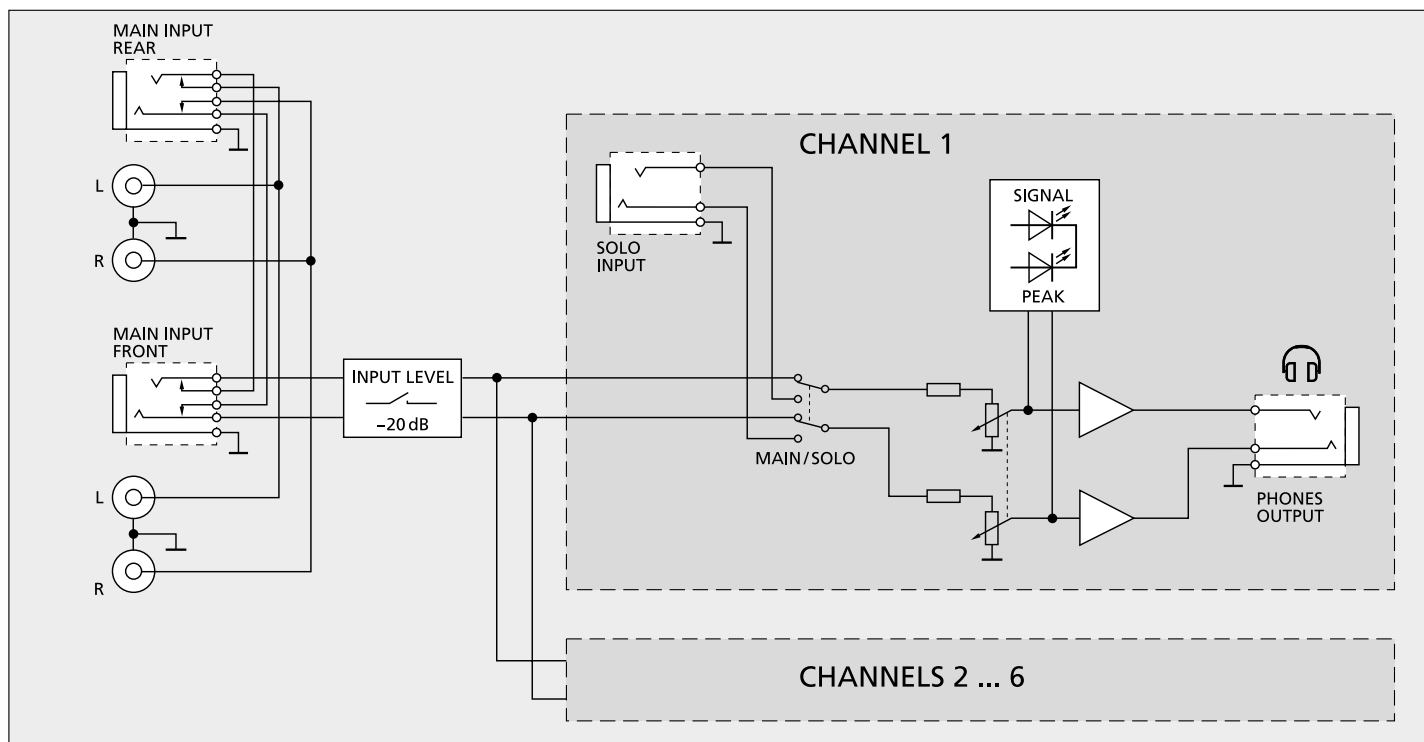 MAIN INPUT
REAR
L
R
MAIN INPUT
FRONT
L
R
INPUT LEVEL
–20 dB
CHANNEL 1
SOLO
INPUT
MAIN/SOLO
SIGNAL
PEAK
PHONES
OUTPUT
CHANNELS 2 ... 6